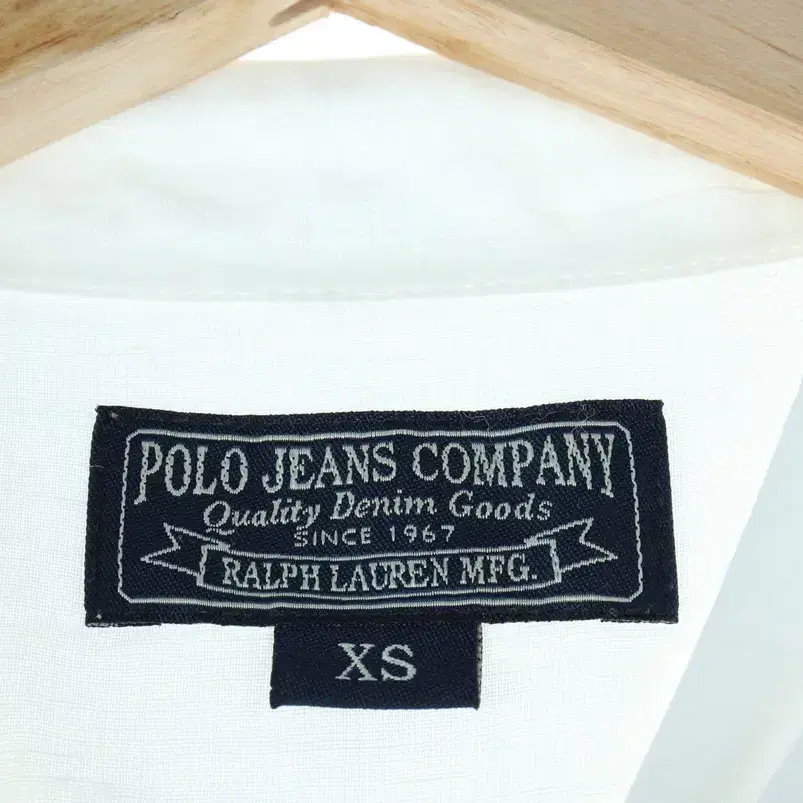 POLO JEANS COMPANY
Quality Denim Goods
SINCE 1967
RALPH LAUREN MFG.
XS